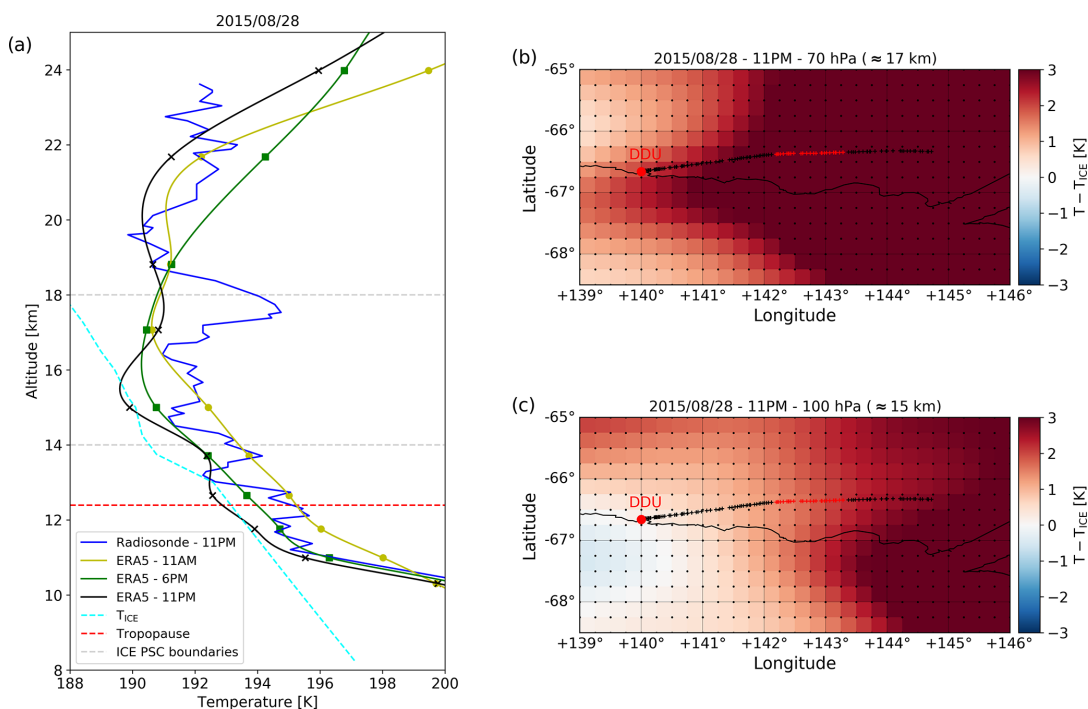 2015/08/28
(a)
24
22
20
18
16
14
12
10
8
Altitude [km]
Radiosonde - 11PM
ERA5 - 11AM
ERA5 - 6PM
ERA5 - 11PM
T_ICE
Tropopause
ICE PSC boundaries
188 190 192 194 196 198 200
Temperature [K]
(b)
2015/08/28 - 11PM - 70 hPa (≈17 km)
-65°
-66°
-67°
-68°
Latitude
DDU
+139° +140° +141° +142° +143° +144° +145° +146°
Longitude
3
2
1
0
−1
−2
−3
T − T_ICE [K]
(c)
2015/08/28 - 11PM - 100 hPa (≈15 km)
-65°
-66°
-67°
-68°
Latitude
DDU
+139° +140° +141° +142° +143° +144° +145° +146°
Longitude
3
2
1
0
−1
−2
−3
T − T_ICE [K]